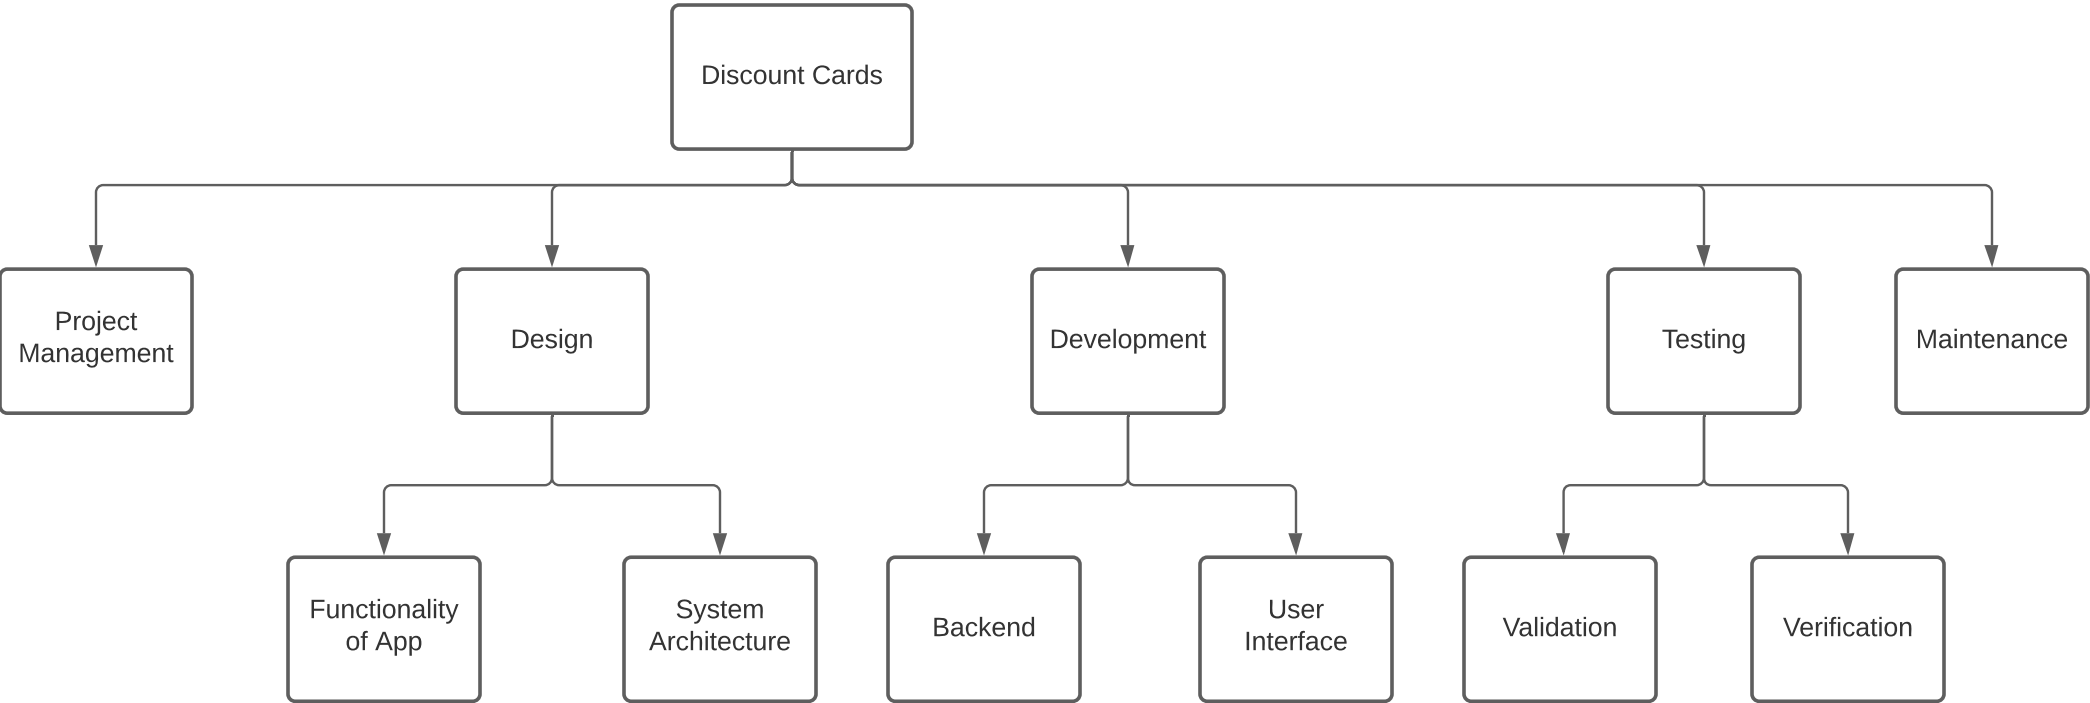 Discount Cards
Project
Management
Design
Development
Testing
Maintenance
Functionality
of App
System
Architecture
Backend
User
Interface
Validation
Verification